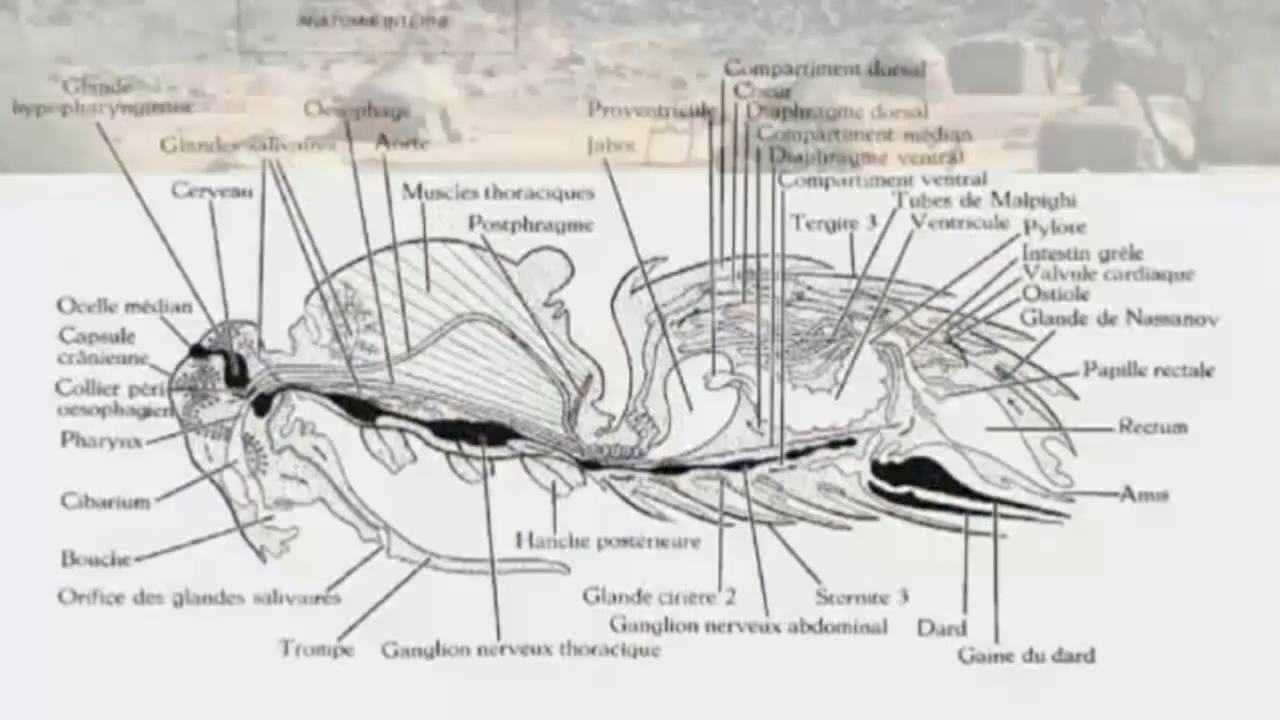 ANATOMIE INTERNE
Glande
hypopharyngienne
Glandes salivaires
Cerveau
Oesophage
Aorte
Muscles thoraciques
Postphragme
Proventricule
Jabot
Compartiment dorsal
Coeur
Diaphragme dorsal
Compartiment médian
Diaphragme ventral
Compartiment ventral
Tubes de Malpighi
Tergite 3
Ventricule
Pylore
Intestin grêle
Valvule cardiaque
Ostiole
Glande de Nassanov
Papille rectale
Rectum
Anus
Ocelle médian
Capsule
crânienne
Collier péri
oesophagien
Pharynx
Cibarium
Bouche
Orifice des glandes salivaires
Trompe
Ganglion nerveux thoracique
Hanche postérieure
Glande cirière 2
Ganglion nerveux abdominal
Sternite 3
Dard
Gaine du dard